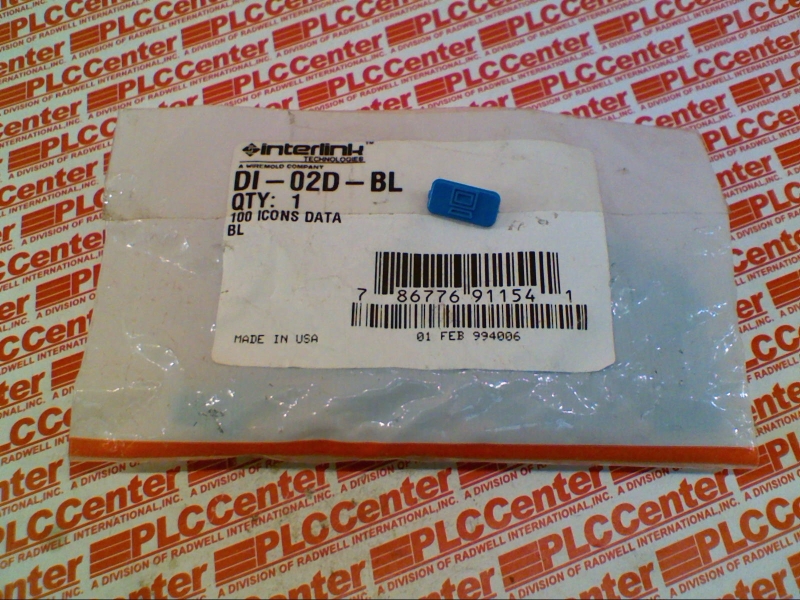 interlink™
TECHNOLOGIES
A WIREMOLD COMPANY
DI-02D-BL
QTY: 1
100 ICONS DATA
BL
7 86776 91154 1
MADE IN USA
01 FEB 994006
PLCCenter
A DIVISION OF RADWELL INTERNATIONAL, INC.